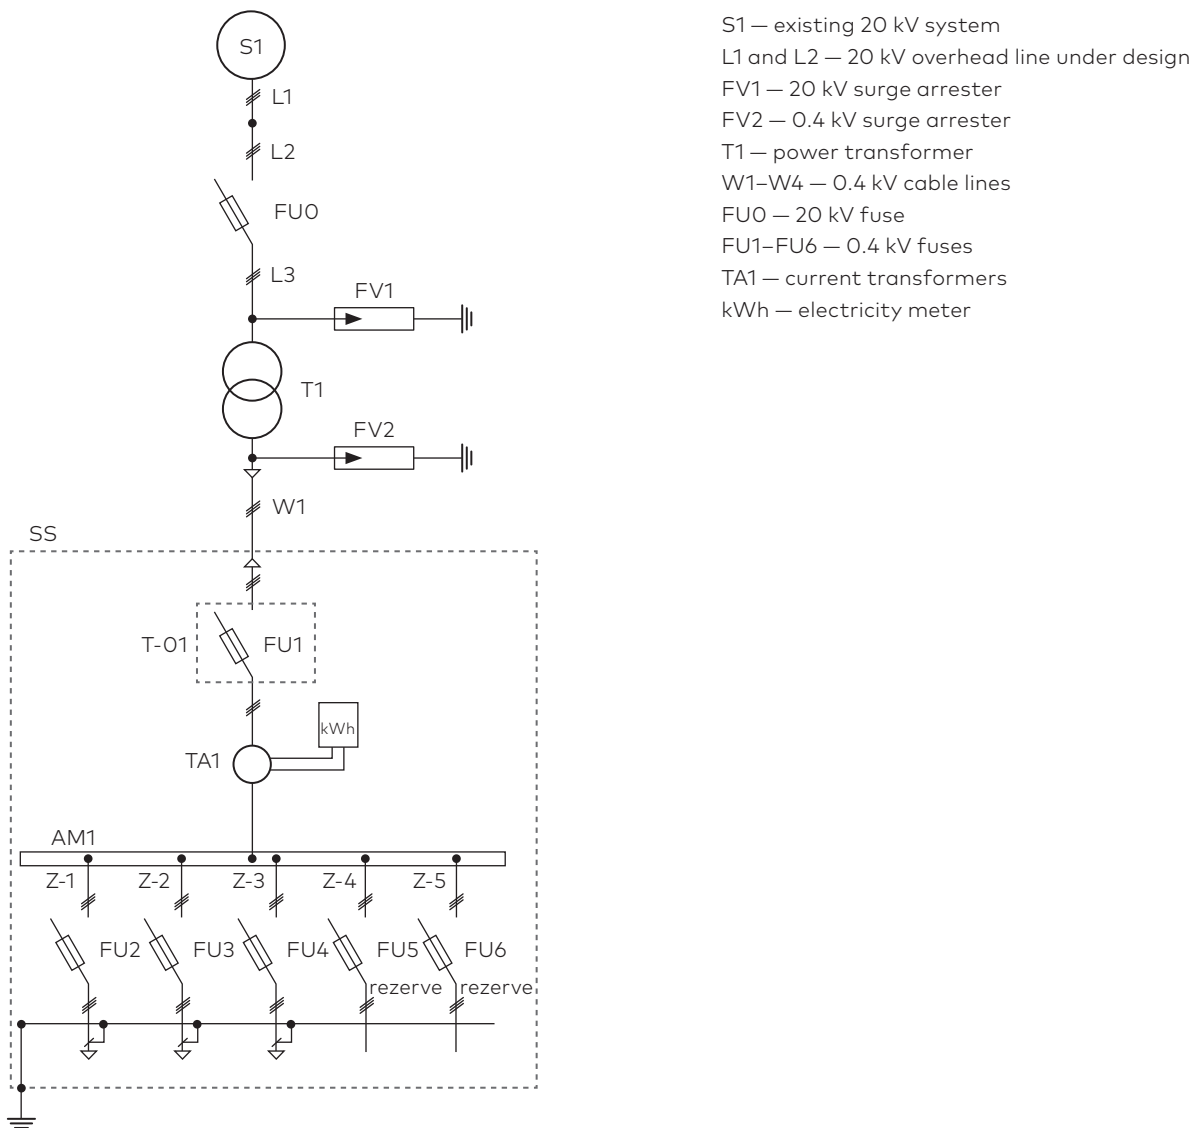 S1
L1
L2
FU0
L3
FV1
T1
FV2
W1
SS
T-01
FU1
kWh
TA1
AM1
Z-1 Z-2 Z-3 Z-4 Z-5
FU2 FU3 FU4 FU5 FU6
rezerve rezerve
S1 — existing 20 kV system
L1 and L2 — 20 kV overhead line under design
FV1 — 20 kV surge arrester
FV2 — 0.4 kV surge arrester
T1 — power transformer
W1–W4 — 0.4 kV cable lines
FU0 — 20 kV fuse
FU1–FU6 — 0.4 kV fuses
TA1 — current transformers
kWh — electricity meter